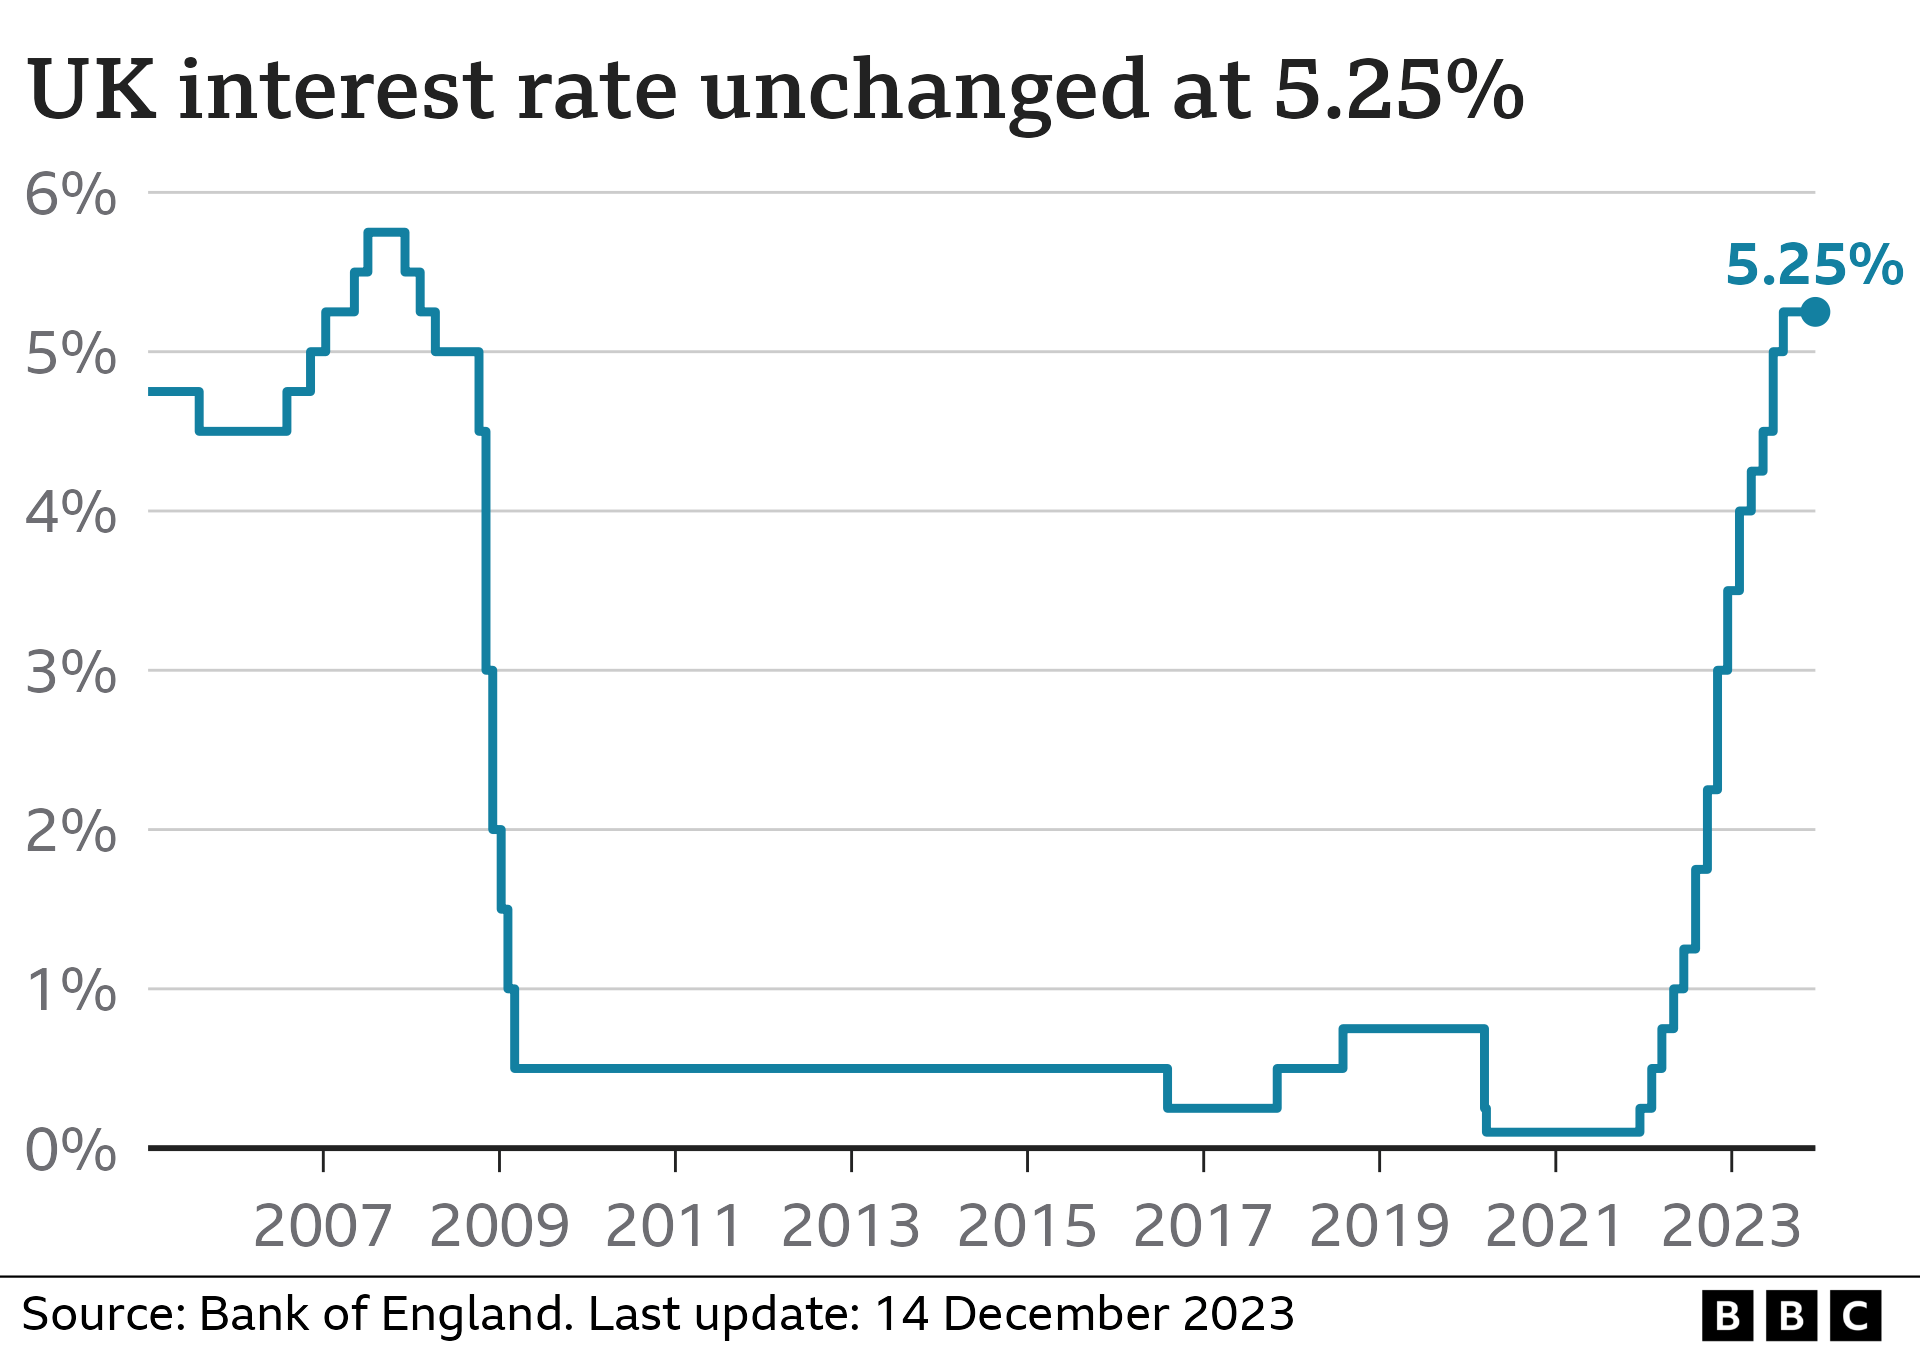 UK interest rate unchanged at 5.25%
6%
5.25%
5%
4%
3%
2%
1%
0%
2007 2009 2011 2013 2015 2017 2019 2021 2023
Source: Bank of England. Last update: 14 December 2023
BBC